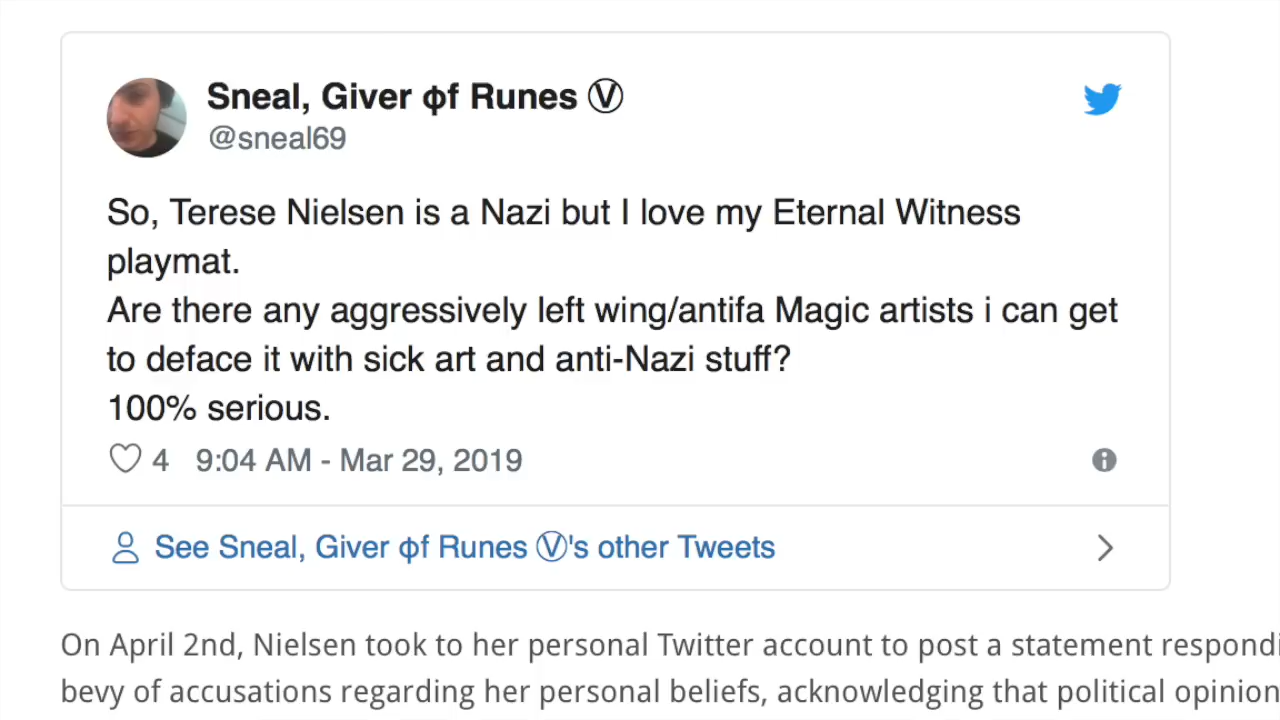 Sneal, Giver ֆf Runes Ⓥ
@sneal69
So, Terese Nielsen is a Nazi but I love my Eternal Witness
playmat.
Are there any aggressively left wing/antifa Magic artists i can get
to deface it with sick art and anti-Nazi stuff?
100% serious.
4 9:04 AM - Mar 29, 2019
See Sneal, Giver ֆf Runes Ⓥ's other Tweets
On April 2nd, Nielsen took to her personal Twitter account to post a statement respondi
bevy of accusations regarding her personal beliefs, acknowledging that political opinion